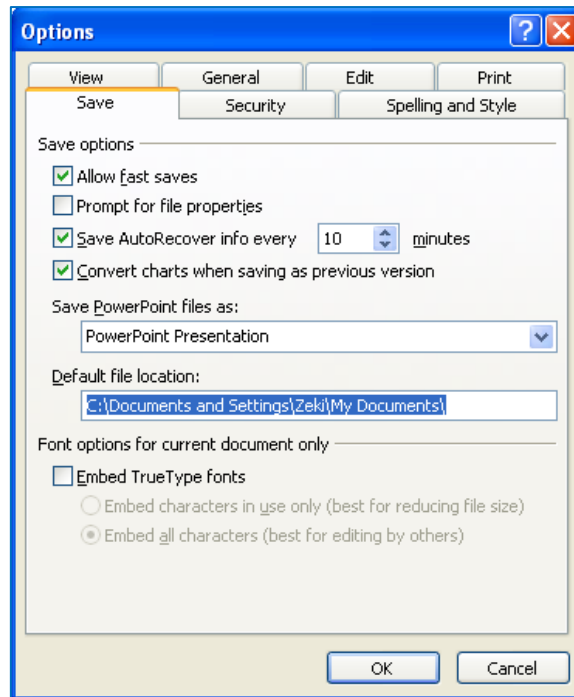 Options
View General Edit Print
Save Security Spelling and Style
Save options
Allow fast saves
Prompt for file properties
Save AutoRecover info every 10 minutes
Convert charts when saving as previous version
Save PowerPoint files as:
PowerPoint Presentation
Default file location:
C:\Documents and Settings\Zeki\My Documents\
Font options for current document only
Embed TrueType fonts
Embed characters in use only (best for reducing file size)
Embed all characters (best for editing by others)
OK Cancel